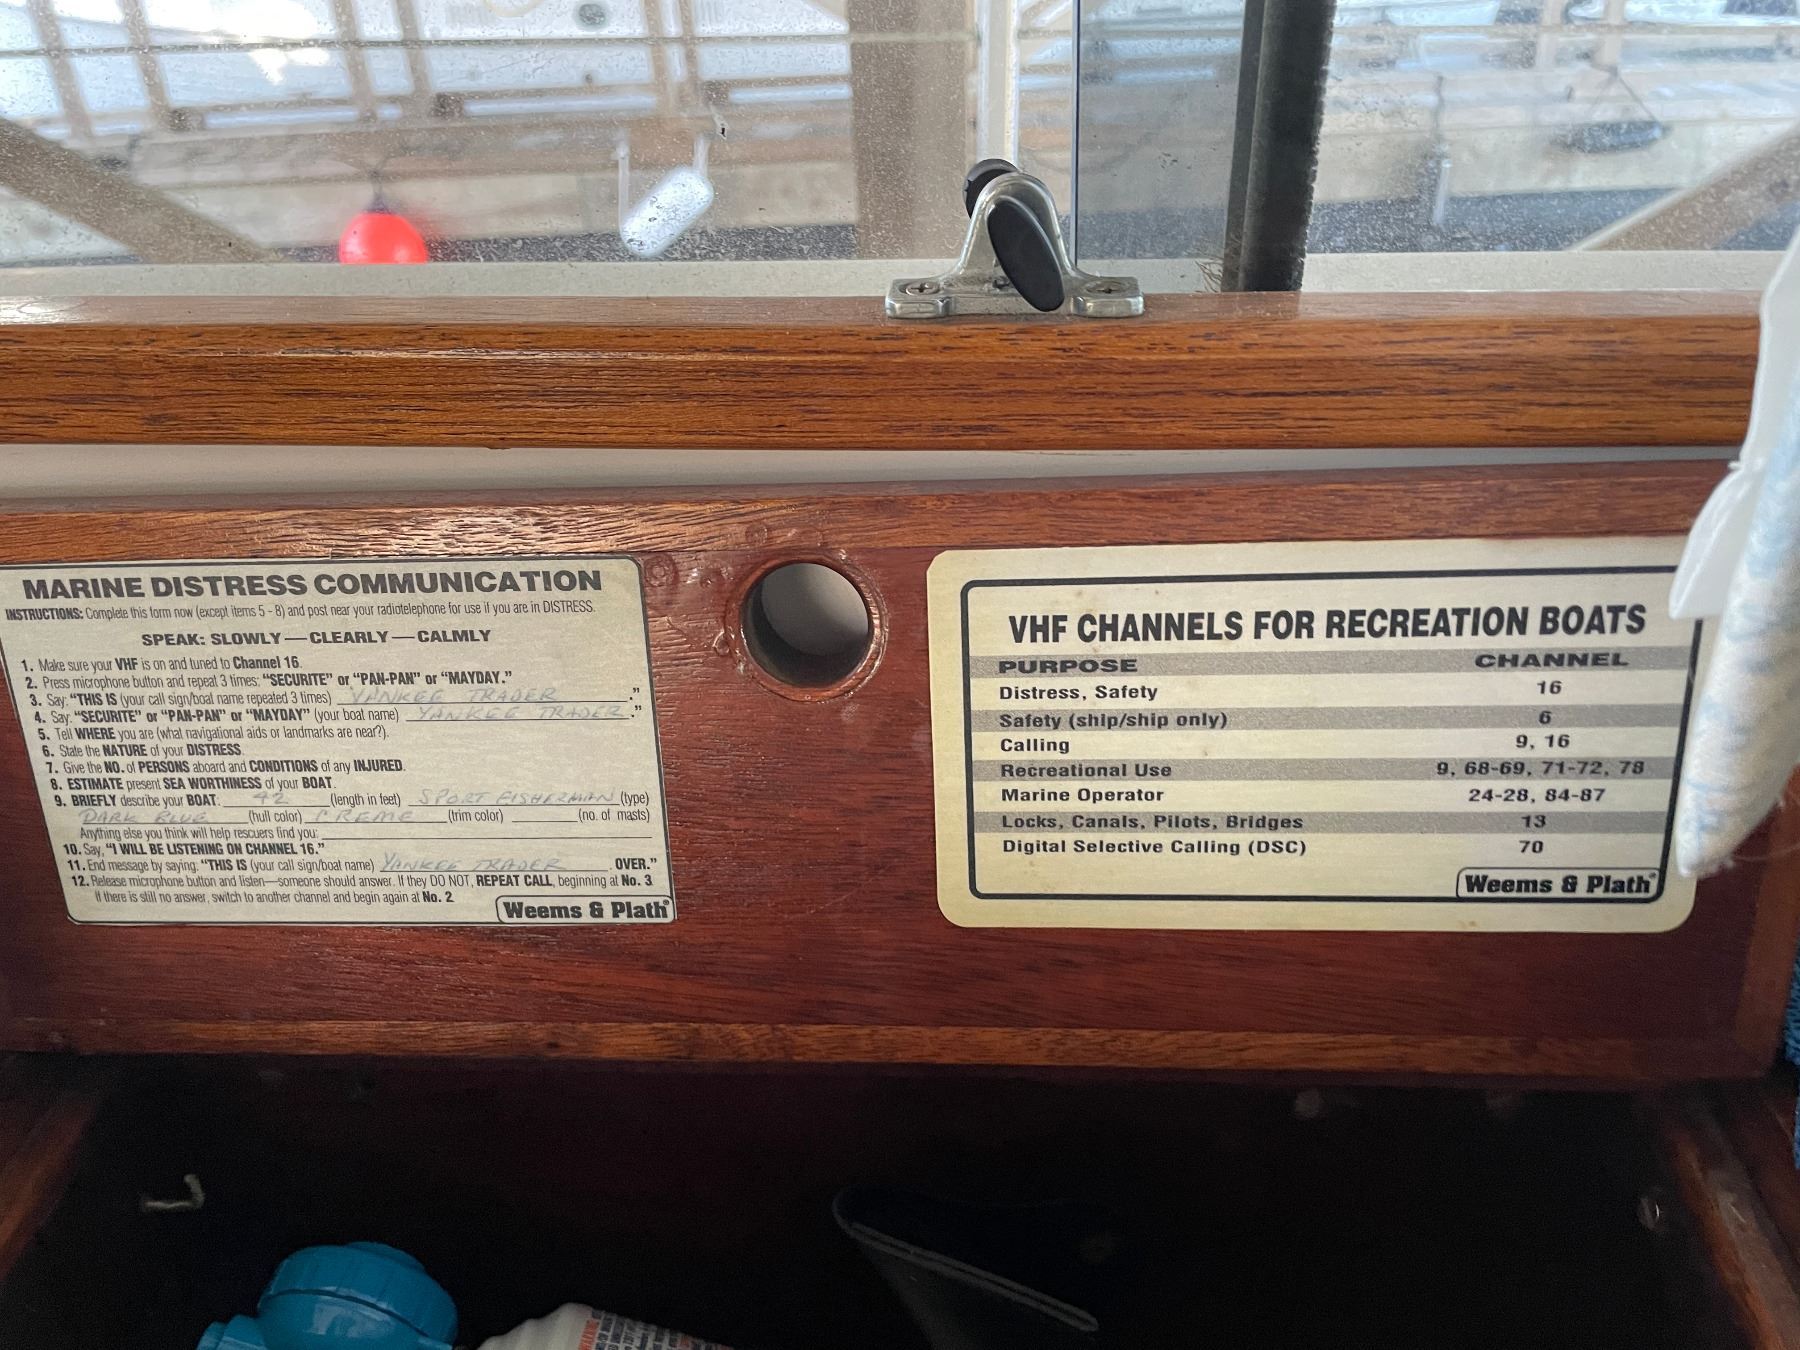 MARINE DISTRESS COMMUNICATION
INSTRUCTIONS: Complete this form now (except items 5 - 8) and post near your radiotelephone for use if you are in DISTRESS.
SPEAK: SLOWLY — CLEARLY — CALMLY
1. Make sure your VHF is on and tuned to Channel 16.
2. Press microphone button and repeat 3 times: "SECURITE" or "PAN-PAN" or "MAYDAY."
3. Say: "THIS IS (your call sign/boat name repeated 3 times) YANKEE TRADER."
4. Say: "SECURITE" or "PAN-PAN" or "MAYDAY" (your boat name) YANKEE TRADER."
5. Tell WHERE you are (what navigational aids or landmarks are near?).
6. State the NATURE of your DISTRESS.
7. Give the NO. of PERSONS aboard and CONDITIONS of any INJURED.
8. ESTIMATE present SEA WORTHINESS of your BOAT.
9. BRIEFLY describe your BOAT: 42 (length in feet) SPORT FISHERMAN (type)
DARK BLUE (hull color) CREME (trim color) (no. of masts)
Anything else you think will help rescuers find you:
10. Say, "I WILL BE LISTENING ON CHANNEL 16."
11. End message by saying: "THIS IS (your call sign/boat name) YANKEE TRADER. OVER."
12. Release microphone button and listen—someone should answer. If they DO NOT, REPEAT CALL, beginning at No. 3
If there is still no answer, switch to another channel and begin again at No. 2
Weems & Plath®
VHF CHANNELS FOR RECREATION BOATS
PURPOSE CHANNEL
Distress, Safety 16
Safety (ship/ship only) 6
Calling 9, 16
Recreational Use 9, 68-69, 71-72, 78
Marine Operator 24-28, 84-87
Locks, Canals, Pilots, Bridges 13
Digital Selective Calling (DSC) 70
Weems & Plath®
WARNING